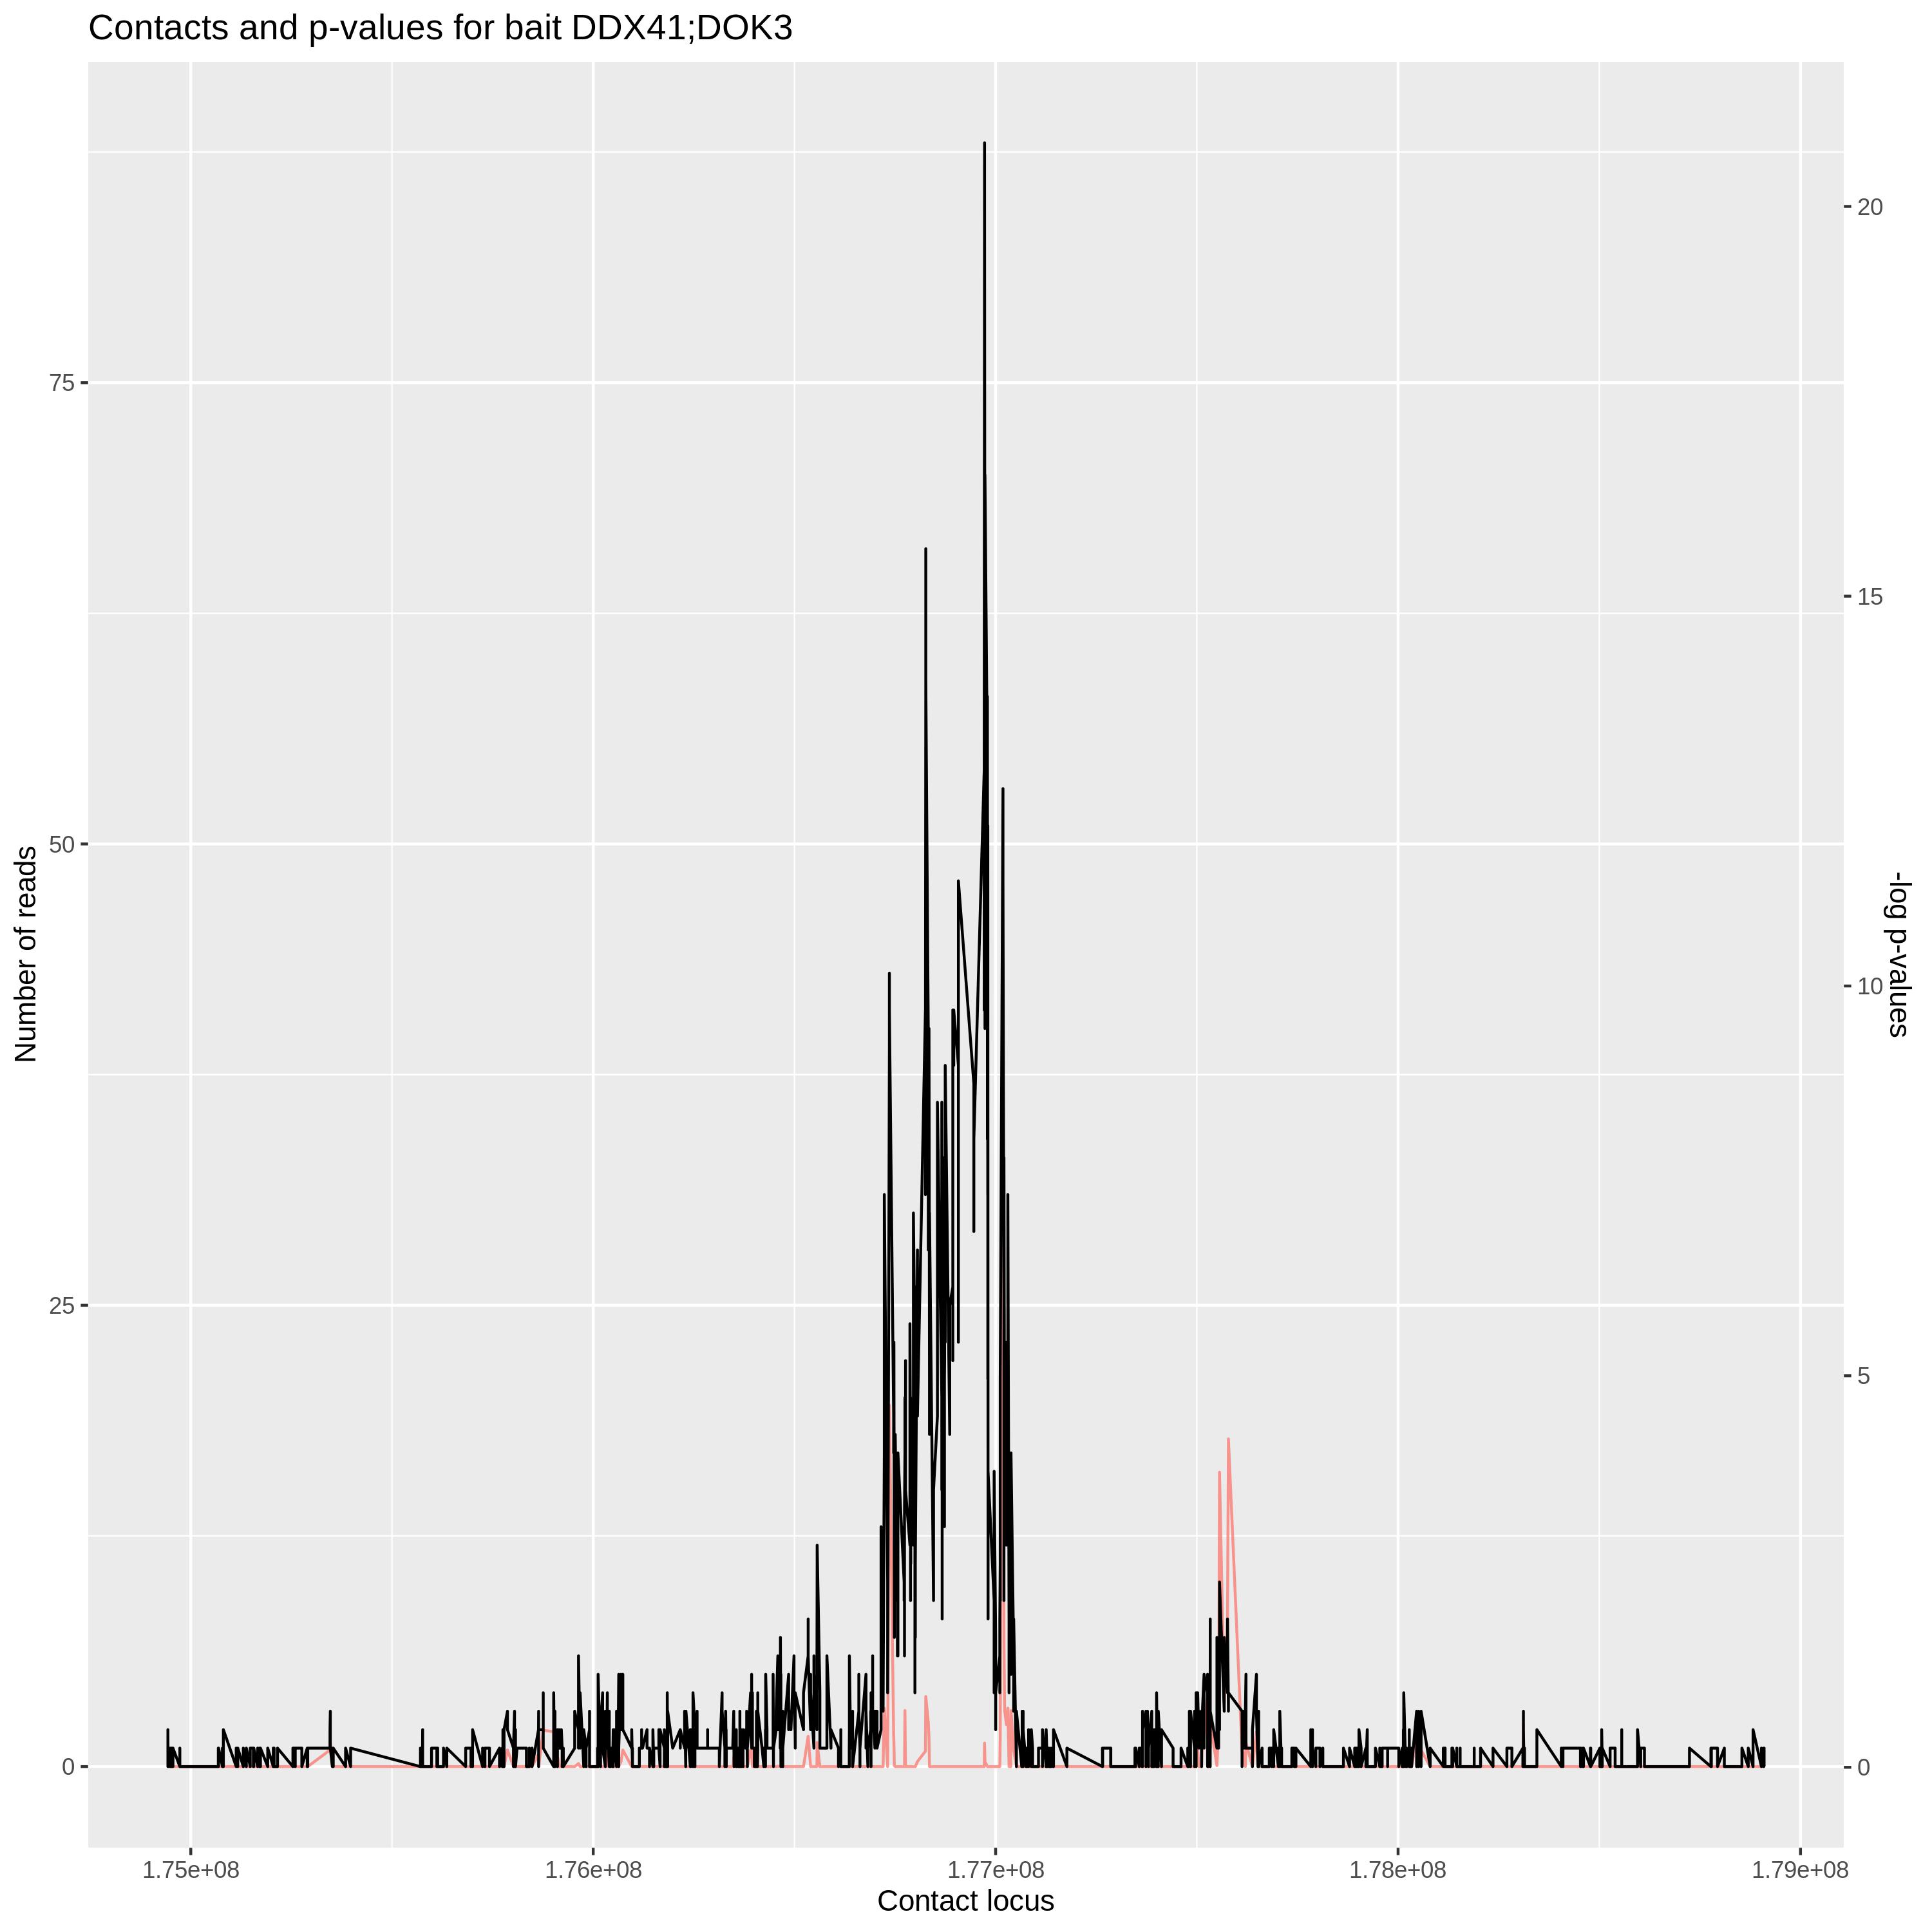 Contacts and p-values for bait DDX41;DOK3
Number of reads
75
50
25
0
20
15
10
5
0
-log p-values
1.75e+08
1.76e+08
1.77e+08
1.78e+08
1.79e+08
Contact locus